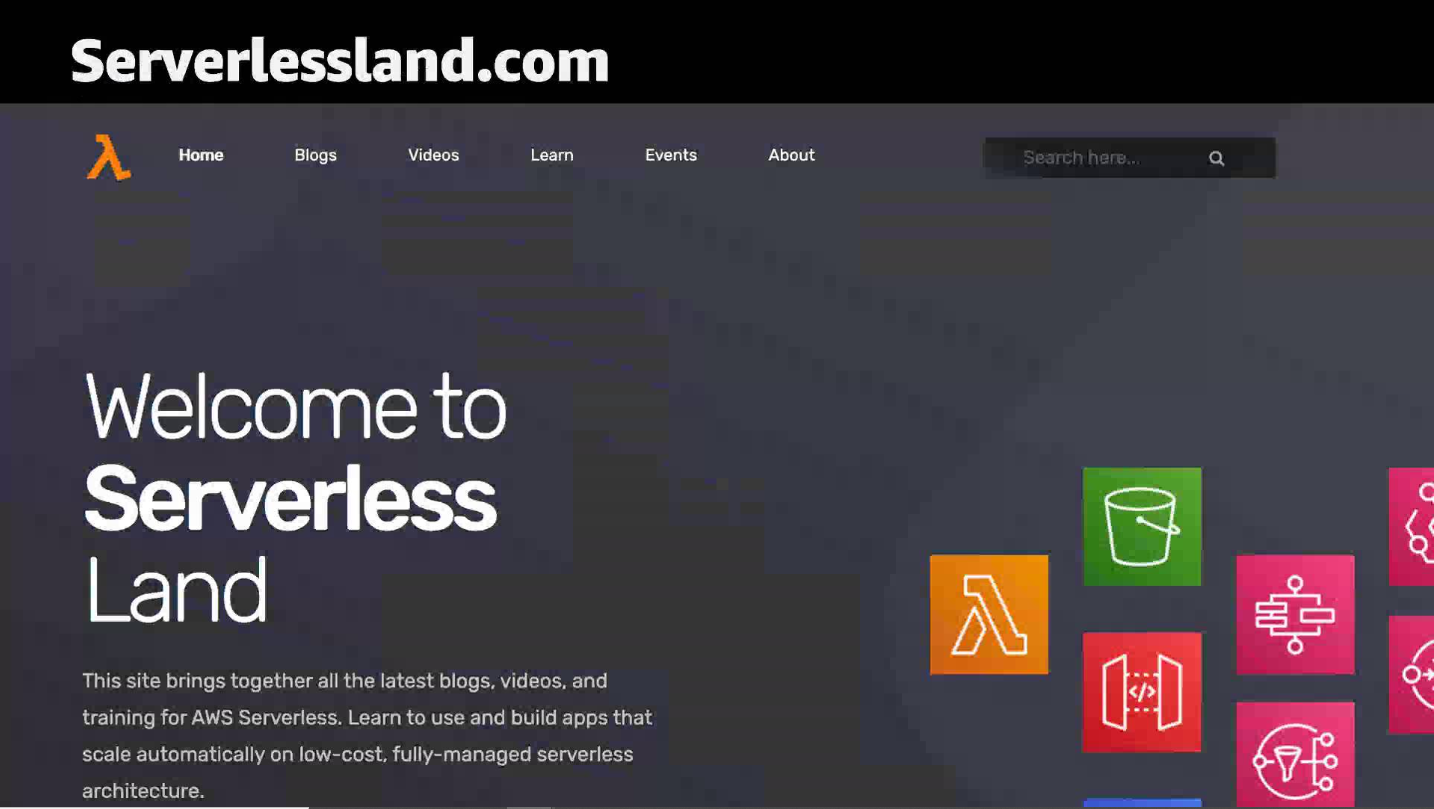 Serverlessland.com
Home Blogs Videos Learn Events About Search here...
Welcome to
Serverless
Land
This site brings together all the latest blogs, videos, and
training for AWS Serverless. Learn to use and build apps that
scale automatically on low-cost, fully-managed serverless
architecture.